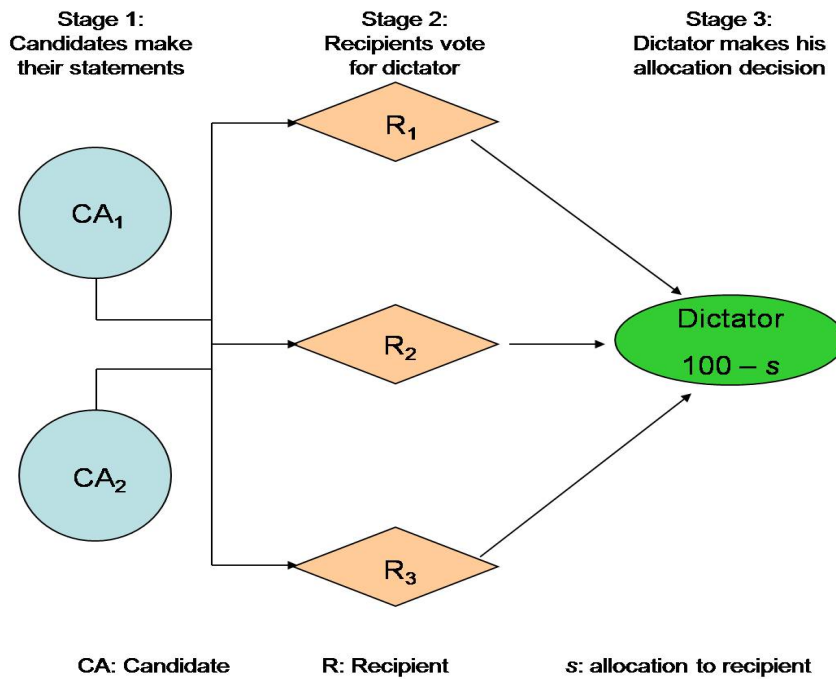 Stage 1:
Candidates make
their statements
Stage 2:
Recipients vote
for dictator
Stage 3:
Dictator makes his
allocation decision
R₁
CA₁
R₂
Dictator
100 – s
CA₂
R₃
CA: Candidate
R: Recipient
s: allocation to recipient